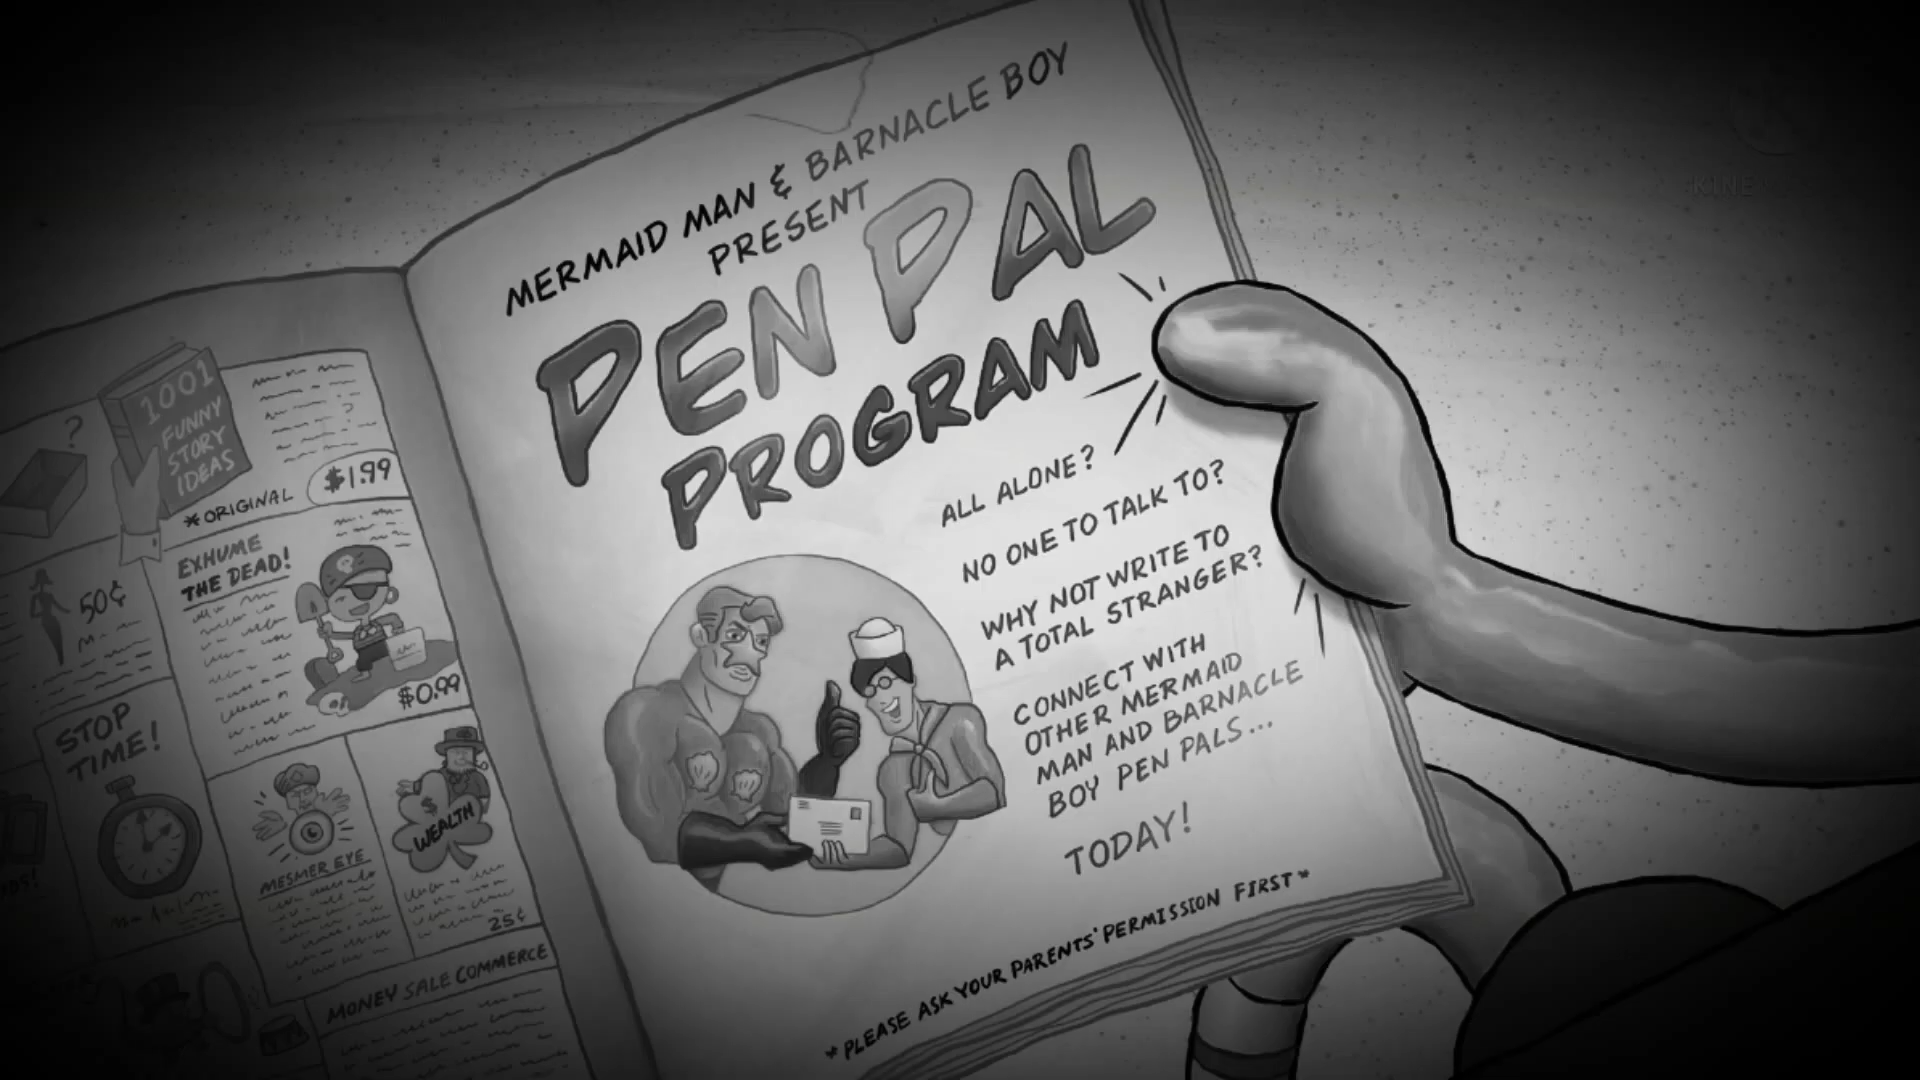 MERMAID MAN & BARNACLE BOY
PRESENT
PEN PAL
PROGRAM
ALL ALONE?
NO ONE TO TALK TO?
WHY NOT WRITE TO
A TOTAL STRANGER?
CONNECT WITH
OTHER MERMAID
MAN AND BARNACLE
BOY PEN PALS...
TODAY!
*PLEASE ASK YOUR PARENTS' PERMISSION FIRST*
?
1001
FUNNY
STORY
IDEAS
$1.99
*ORIGINAL
50¢
EXHUME
THE DEAD!
$0.99
STOP
TIME!
MESMER EYE
$
WEALTH
25¢
MONEY SALE COMMERCE
KINE